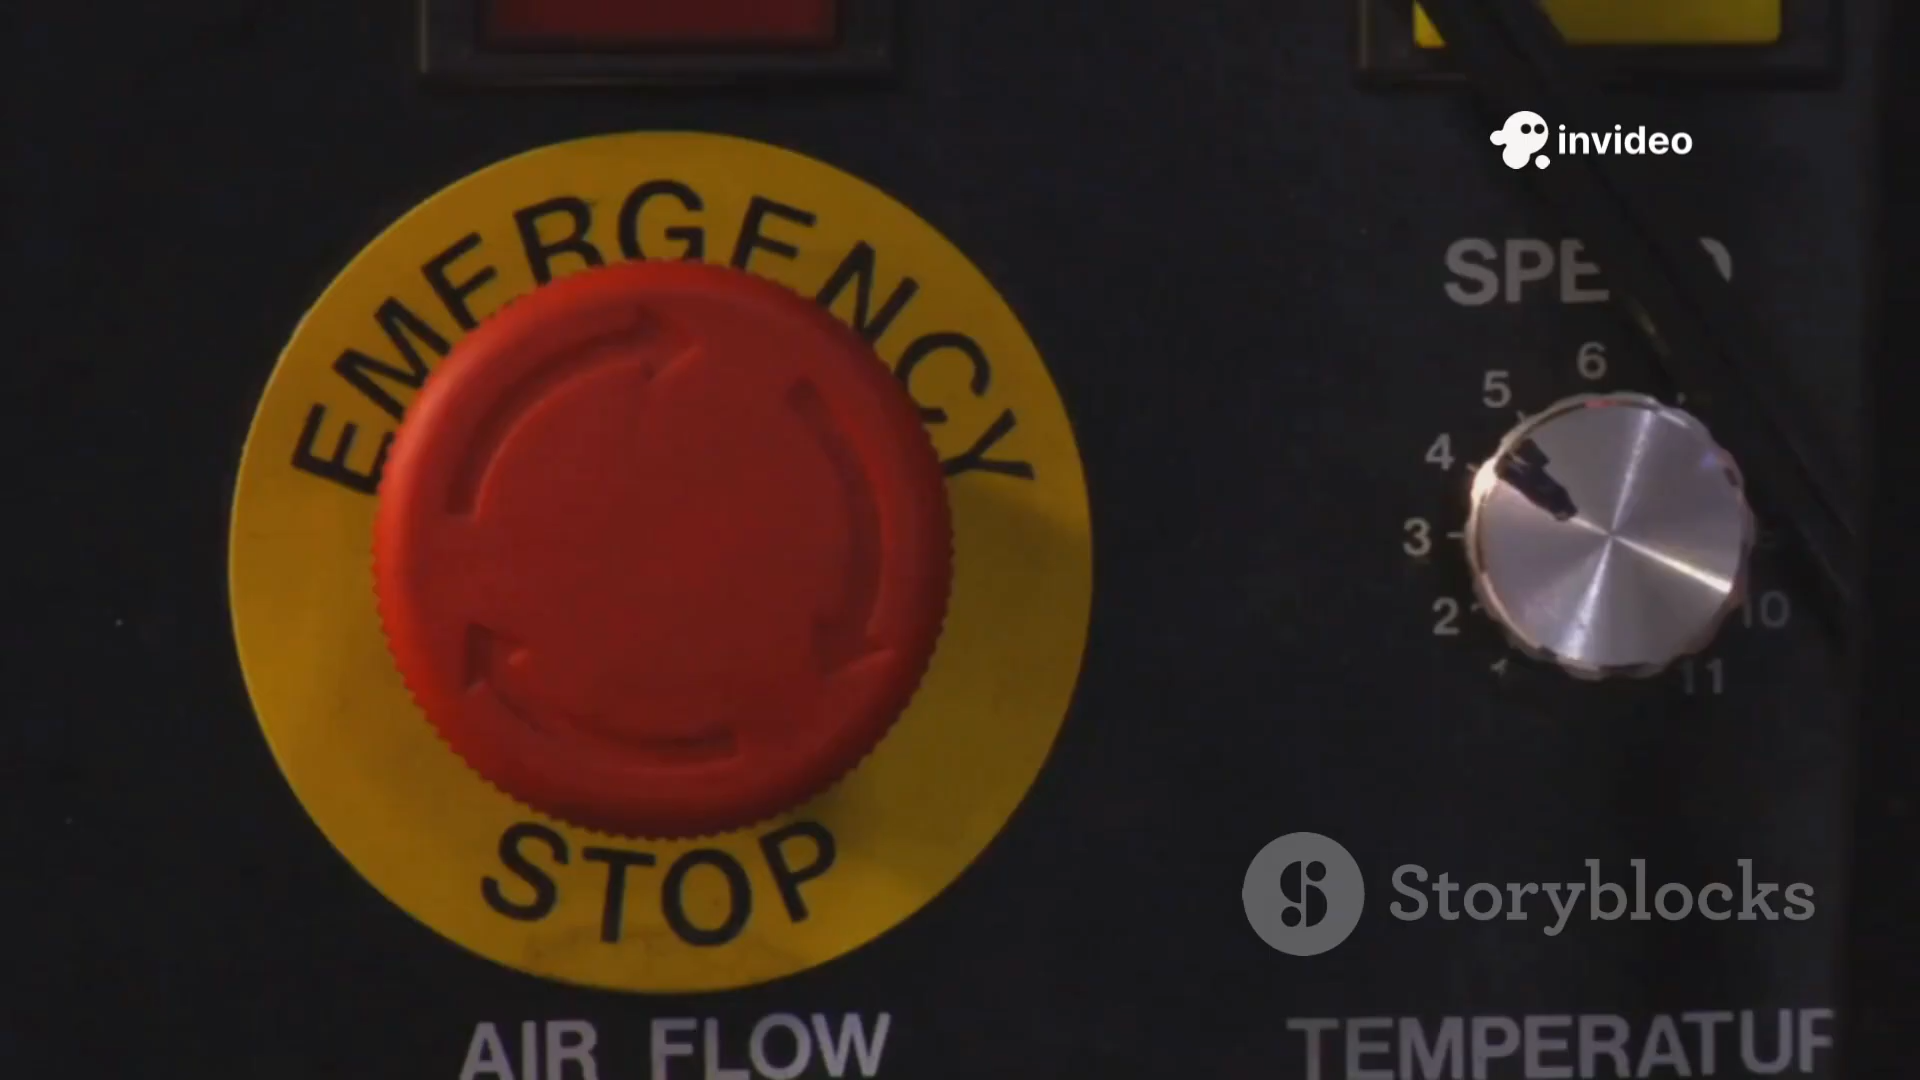 invideo
EMERGENCY
STOP
6
5
4
3
2
10
11
Storyblocks
AIR FLOW